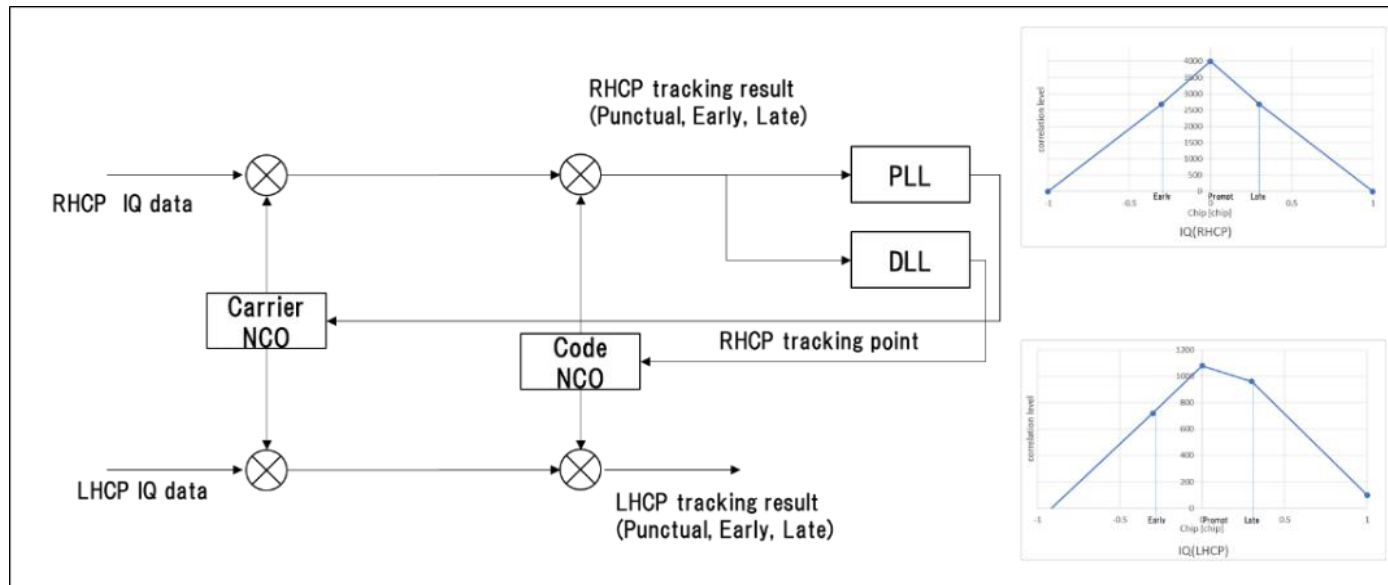 RHCP tracking result
(Punctual, Early, Late)
RHCP IQ data
PLL
DLL
Carrier
NCO
Code
NCO
RHCP tracking point
LHCP IQ data
LHCP tracking result
(Punctual, Early, Late)
correlation level
4000
3500
3000
2500
2000
1500
1000
500
0
-1
-0.5
0
0.5
1
Early
Prompt
Late
Chip [chip]
IQ(RHCP)
correlation level
1200
1000
800
600
400
200
0
-1
-0.5
0
0.5
1
Early
Prompt
Late
Chip [chip]
IQ(LHCP)